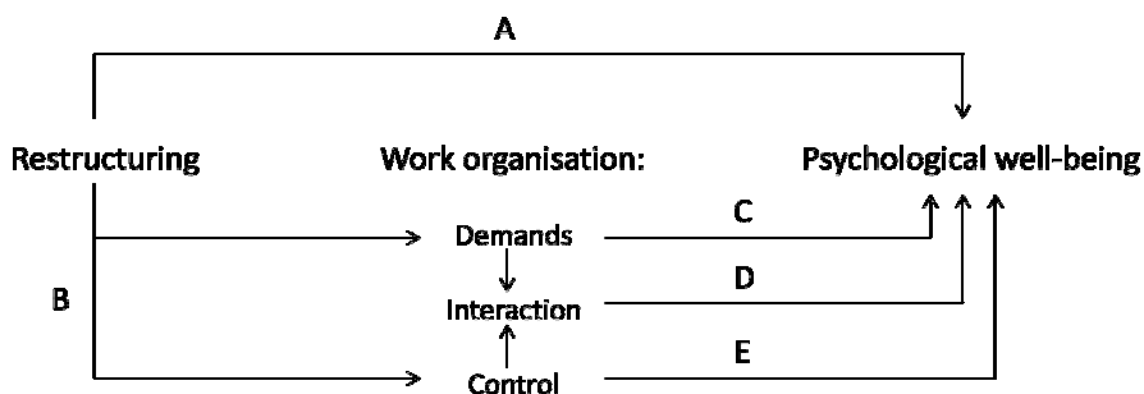 A
Restructuring
Work organisation:
Psychological well-being
Demands
C
B
Interaction
D
Control
E